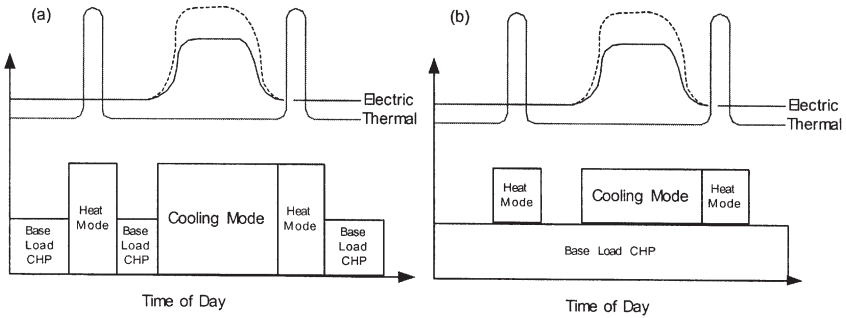 (a)
Electric
Thermal
Base
Load
CHP
Heat
Mode
Base
Load
CHP
Cooling Mode
Heat
Mode
Base
Load
CHP
Time of Day
(b)
Electric
Thermal
Heat
Mode
Cooling Mode
Heat
Mode
Base Load CHP
Time of Day